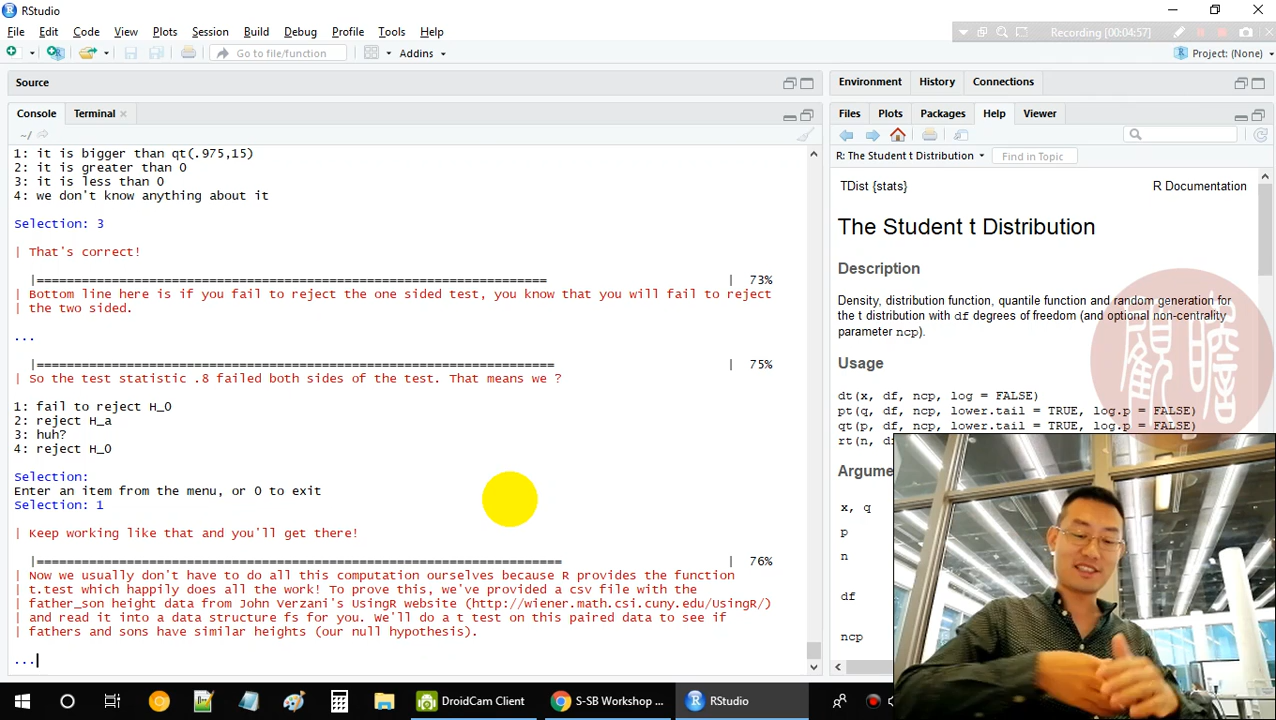 RStudio
File Edit Code View Plots Session Build Debug Profile Tools Help
Recording [00:04:57]
Go to file/function
Addins
Project: (None)
Source
Console Terminal
~/
1: it is bigger than qt(.975,15)
2: it is greater than 0
3: it is less than 0
4: we don't know anything about it
Selection: 3
| That's correct!
|==================================================================== | 73%
| Bottom line here is if you fail to reject the one sided test, you know that you will fail to reject
| the two sided.
...
|===================================================================== | 75%
| So the test statistic .8 failed both sides of the test. That means we ?
1: fail to reject H_0
2: reject H_a
3: huh?
4: reject H_0
Selection:
Enter an item from the menu, or 0 to exit
Selection: 1
| Keep working like that and you'll get there!
|====================================================================== | 76%
| Now we usually don't have to do all this computation ourselves because R provides the function
| t.test which happily does all the work! To prove this, we've provided a csv file with the
| father_son height data from John Verzani's UsingR website (http://wiener.math.csi.cuny.edu/UsingR/)
| and read it into a data structure fs for you. We'll do a t test on this paired data to see if
| fathers and sons have similar heights (our null hypothesis).
...
Environment History Connections
Files Plots Packages Help Viewer
R: The Student t Distribution
Find in Topic
TDist {stats} R Documentation
The Student t Distribution
Description
Density, distribution function, quantile function and random generation for
the t distribution with df degrees of freedom (and optional non-centrality
parameter ncp).
Usage
dt(x, df, ncp, log = FALSE)
pt(q, df, ncp, lower.tail = TRUE, log.p = FALSE)
qt(p, df, ncp, lower.tail = TRUE, log.p = FALSE)
rt(n, d
Argume
x, q
p
n
df
ncp
DroidCam Client
S-SB Workshop ...
RStudio